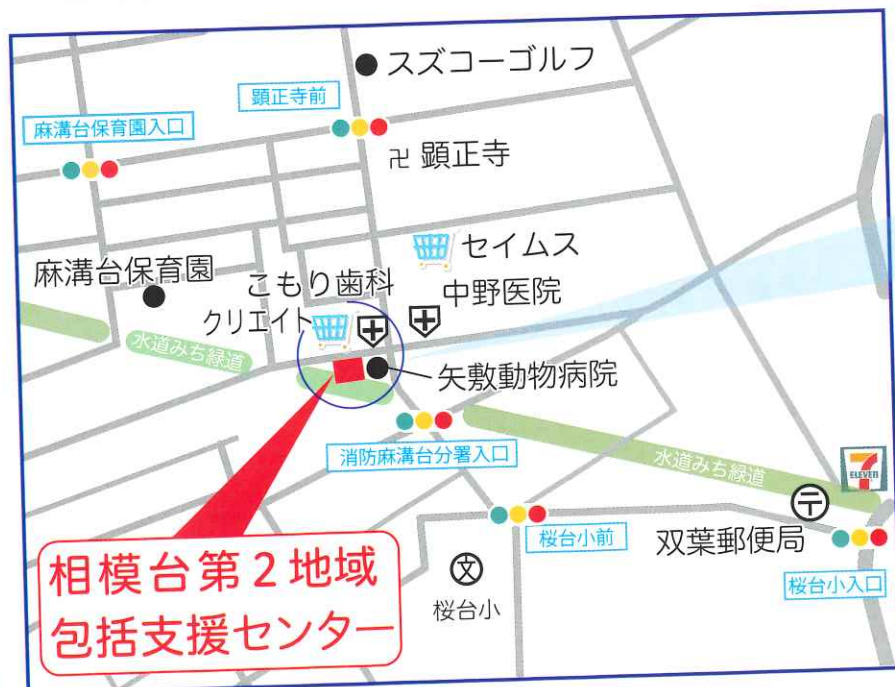 スズコーゴルフ
顕正寺前
麻溝台保育園入口
卍 顕正寺
セイムス
麻溝台保育園
こもり歯科
中野医院
クリエイト
水道みち緑道
矢敷動物病院
消防麻溝台分署入口
水道みち緑道
7
ELEVEn
〒
双葉郵便局
桜台小前
文
桜台小
桜台小入口
相模台第2地域
包括支援センター